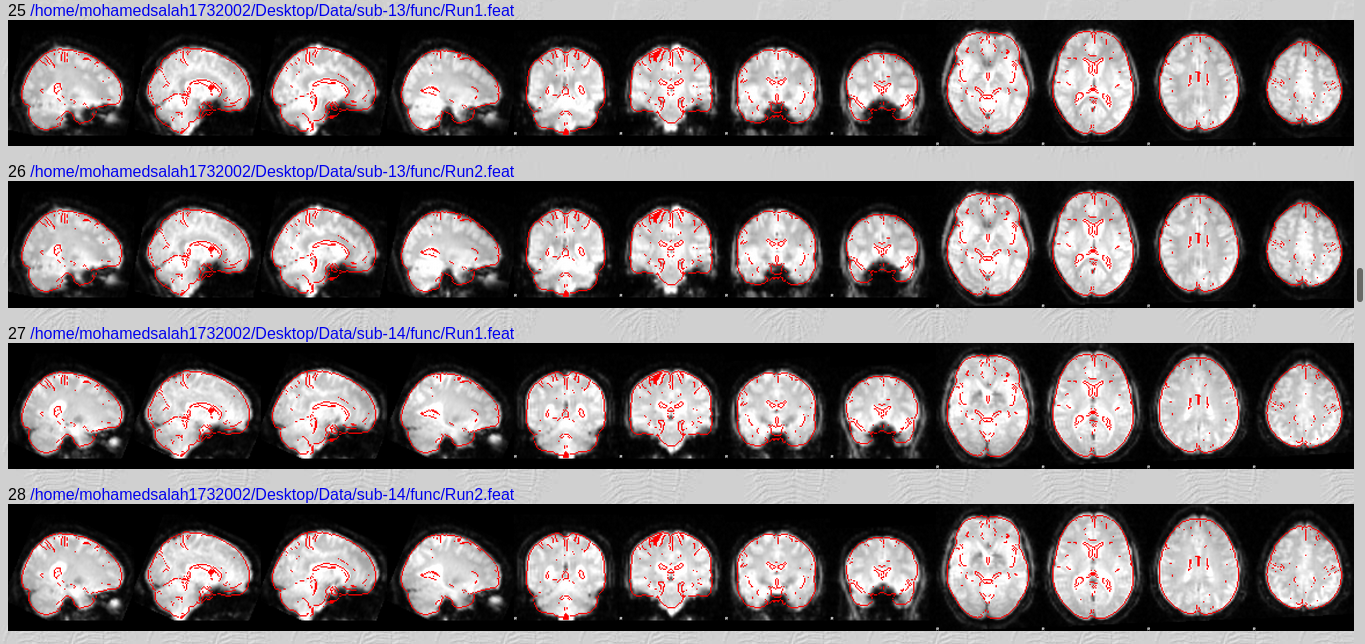 25 /home/mohamedsalah1732002/Desktop/Data/sub-13/func/Run1.feat
26 /home/mohamedsalah1732002/Desktop/Data/sub-13/func/Run2.feat
27 /home/mohamedsalah1732002/Desktop/Data/sub-14/func/Run1.feat
28 /home/mohamedsalah1732002/Desktop/Data/sub-14/func/Run2.feat